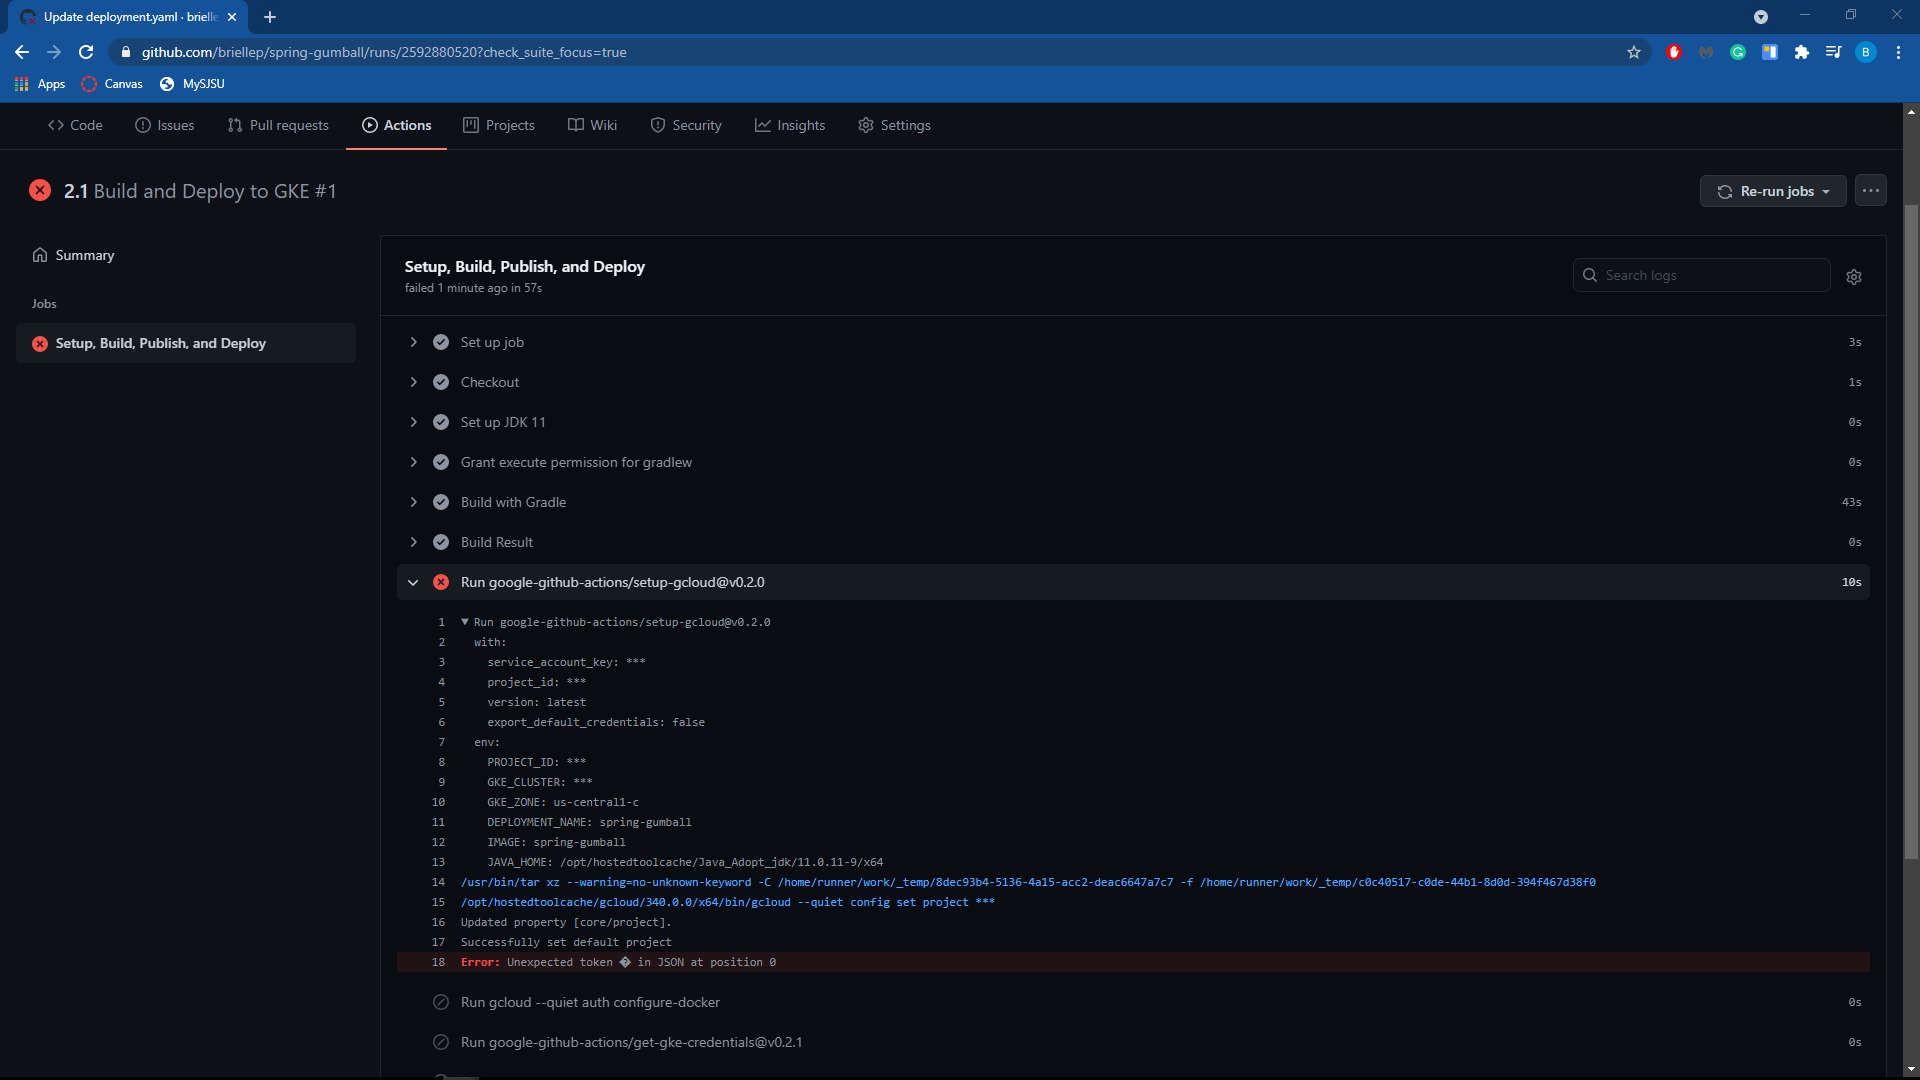 Update deployment.yaml · brielle
github.com/briellep/spring-gumball/runs/2592880520?check_suite_focus=true
B
Apps
Canvas
MySJSU
Code
Issues
Pull requests
Actions
Projects
Wiki
Security
Insights
Settings
2.1 Build and Deploy to GKE #1
Re-run jobs
Summary
Jobs
Setup, Build, Publish, and Deploy
Setup, Build, Publish, and Deploy
failed 1 minute ago in 57s
Search logs
Set up job 3s
Checkout 1s
Set up JDK 11 0s
Grant execute permission for gradlew 0s
Build with Gradle 43s
Build Result 0s
Run google-github-actions/setup-gcloud@v0.2.0 10s
1 ▼ Run google-github-actions/setup-gcloud@v0.2.0
2 with:
3 service_account_key: ***
4 project_id: ***
5 version: latest
6 export_default_credentials: false
7 env:
8 PROJECT_ID: ***
9 GKE_CLUSTER: ***
10 GKE_ZONE: us-central1-c
11 DEPLOYMENT_NAME: spring-gumball
12 IMAGE: spring-gumball
13 JAVA_HOME: /opt/hostedtoolcache/Java_Adopt_jdk/11.0.11-9/x64
14 /usr/bin/tar xz --warning=no-unknown-keyword -C /home/runner/work/_temp/8dec93b4-5136-4a15-acc2-deac6647a7c7 -f /home/runner/work/_temp/c0c40517-c0de-44b1-8d0d-394f467d38f0
15 /opt/hostedtoolcache/gcloud/340.0.0/x64/bin/gcloud --quiet config set project ***
16 Updated property [core/project].
17 Successfully set default project
18 Error: Unexpected token � in JSON at position 0
Run gcloud --quiet auth configure-docker 0s
Run google-github-actions/get-gke-credentials@v0.2.1 0s